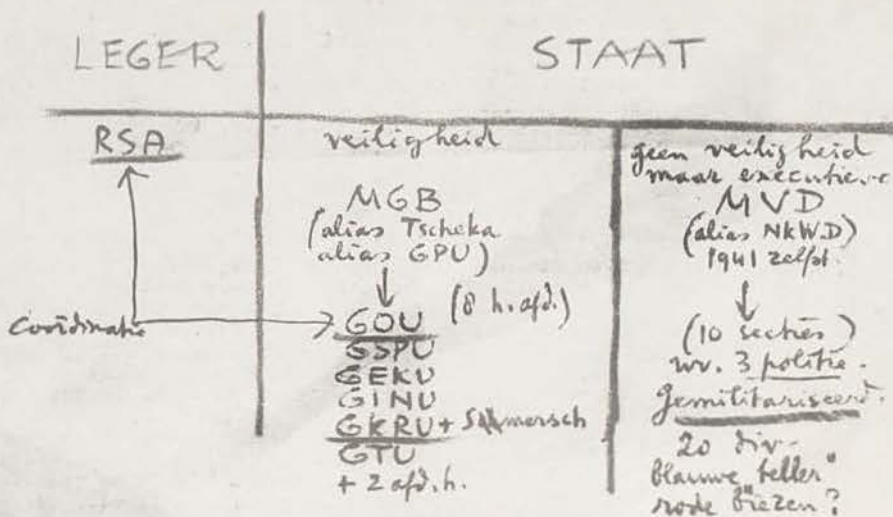 LEGER
STAAT
RSA
Coördinatie
veiligheid
MGB
(alias Tscheka
alias GPU)
(8 h. afd.)
GOU
GSPU
GEKU
GINU
GKRU + Smersch
GTU
+ 2 afd. h.
geen veiligheid
maar executieve
MVD
(alias NKWD)
1941 zelfst.
(10 secties)
wv. 3 politie.
Gemilitariseerd.
20 div.
blauwe
rode biezen?